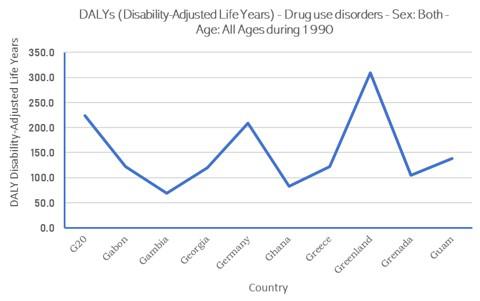 DALYs (Disability-Adjusted Life Years) - Drug use disorders - Sex: Both -
Age: All Ages during 1990
DALY Disability-Adjusted Life Years
350.0
300.0
250.0
200.0
150.0
100.0
50.0
0.0
G20
Gabon
Gambia
Georgia
Germany
Ghana
Greece
Greenland
Grenada
Guam
Country